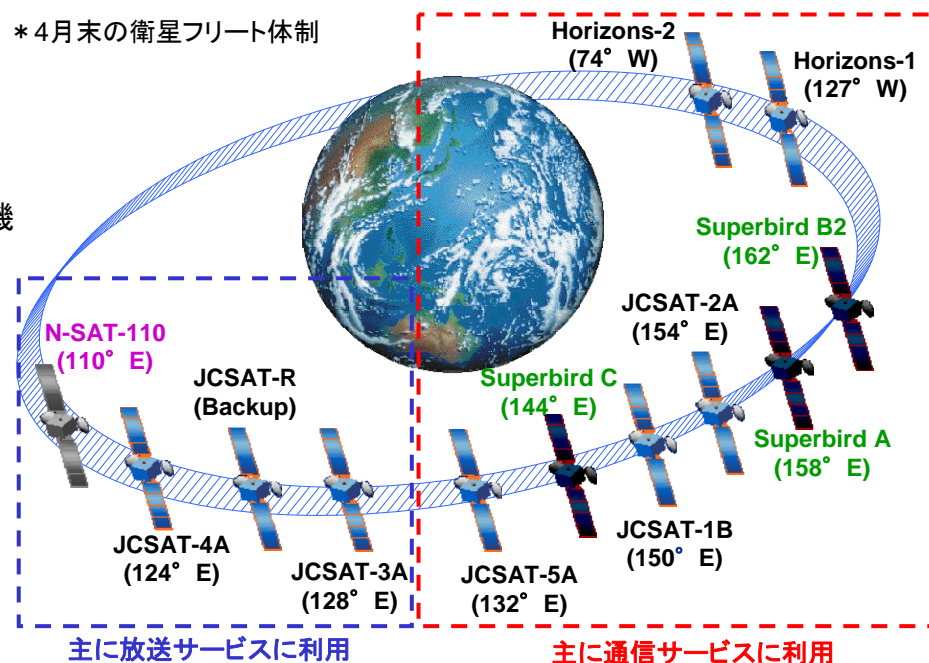 ＊4月末の衛星フリート体制
Horizons-2
(74° W)
Horizons-1
(127° W)
機
Superbird B2
(162° E)
N-SAT-110
(110° E)
JCSAT-2A
(154° E)
JCSAT-R
(Backup)
Superbird C
(144° E)
Superbird A
(158° E)
JCSAT-4A
(124° E)
JCSAT-3A
(128° E)
JCSAT-5A
(132° E)
JCSAT-1B
(150° E)
主に放送サービスに利用
主に通信サービスに利用